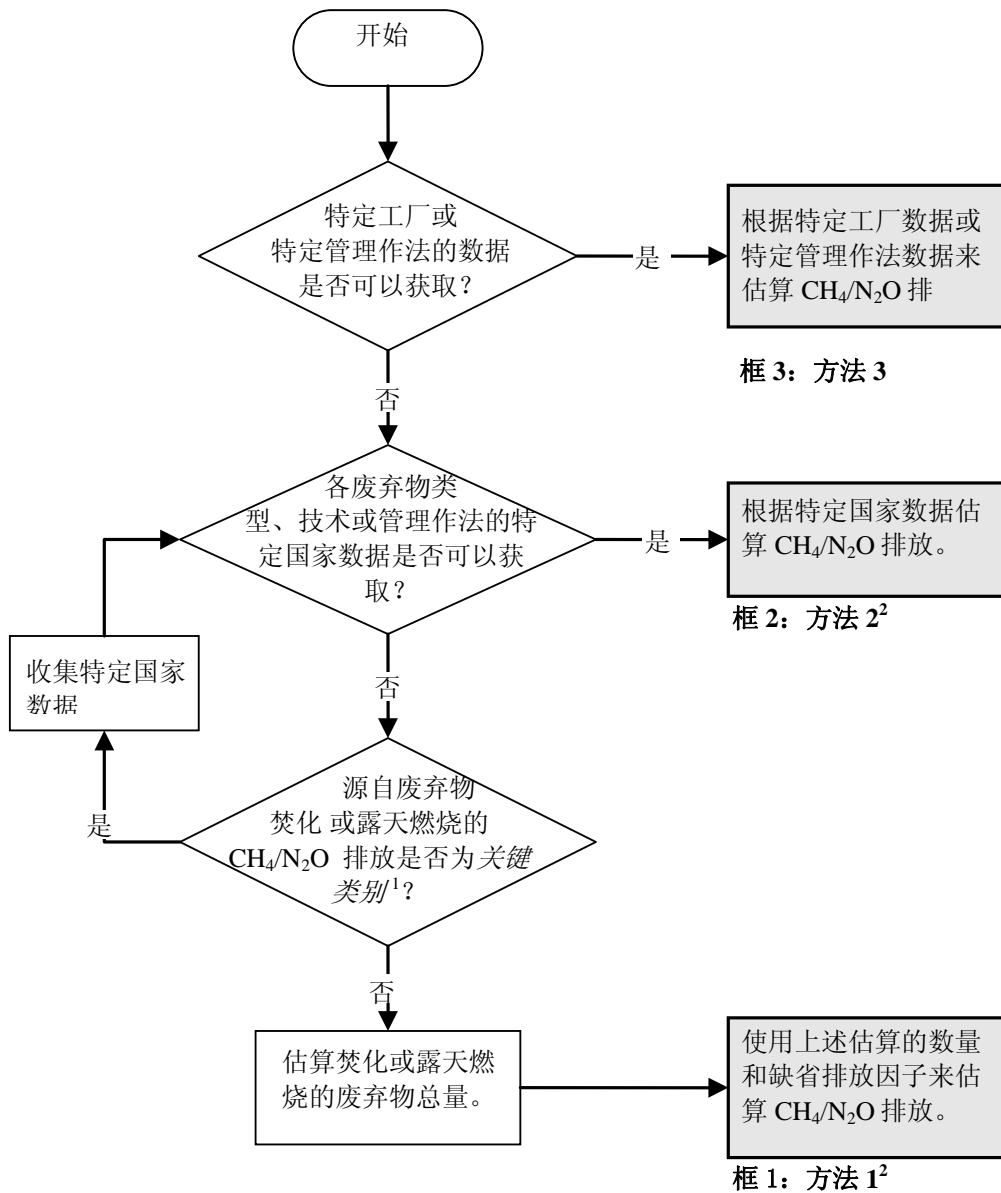 开始
特定工厂或
特定管理作法的数据
是否可以获取？
是
根据特定工厂数据或
特定管理作法数据来
估算 CH₄/N₂O 排
框 3：方法 3
否
各废弃物类
型、技术或管理作法的特
定国家数据是否可以获
取？
是
根据特定国家数据估
算 CH₄/N₂O 排放。
框 2：方法 2²
收集特定国家
数据
否
源自废弃物
焚化 或露天燃烧的
CH₄/N₂O 排放是否为关键
类别¹？
是
否
估算焚化或露天燃
烧的废弃物总量。
使用上述估算的数量
和缺省排放因子来估
算 CH₄/N₂O 排放。
框 1：方法 1²